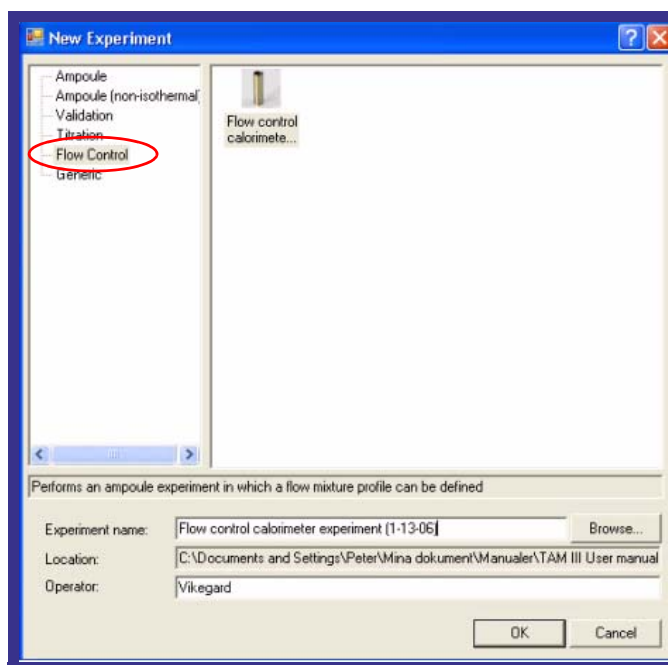 New Experiment
Ampoule
Ampoule (non-isothermal)
Validation
Titration
Flow Control
Generic
Flow control
calorimete...
Performs an ampoule experiment in which a flow mixture profile can be defined
Experiment name:
Flow control calorimeter experiment (1-13-06)
Browse...
Location:
C:\Documents and Settings\Peter\Mina dokument\Manualer\TAM III User manual
Operator:
Vikegard
OK
Cancel